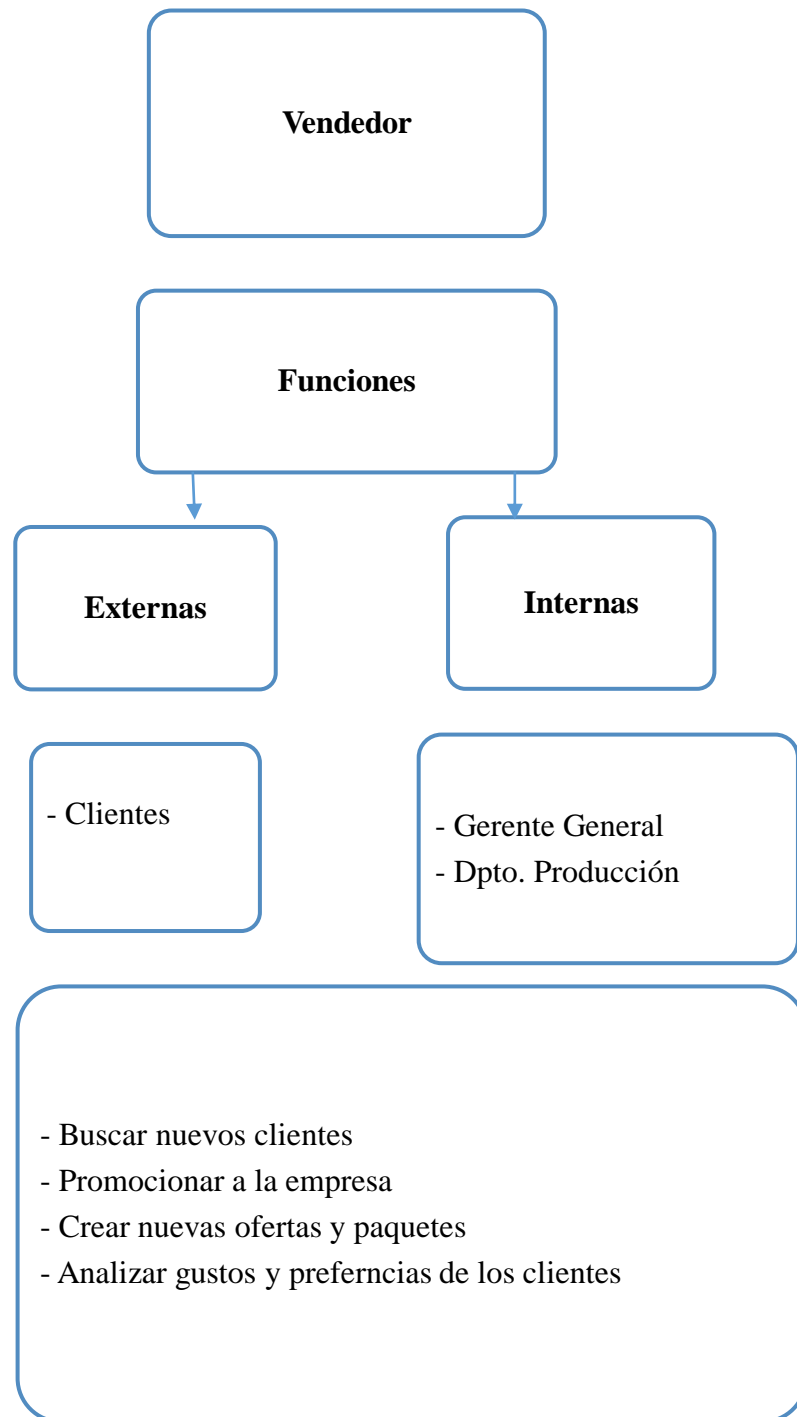 Vendedor
Funciones
Externas
Internas
- Clientes
- Gerente General
- Dpto. Producción
- Buscar nuevos clientes
- Promocionar a la empresa
- Crear nuevas ofertas y paquetes
- Analizar gustos y preferncias de los clientes